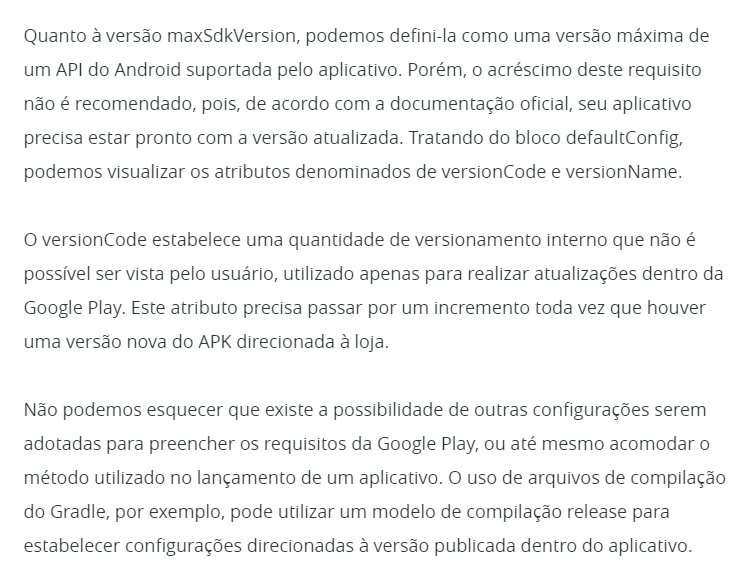 Quanto à versão maxSdkVersion, podemos defini-la como uma versão máxima de
um API do Android suportada pelo aplicativo. Porém, o acréscimo deste requisito
não é recomendado, pois, de acordo com a documentação oficial, seu aplicativo
precisa estar pronto com a versão atualizada. Tratando do bloco defaultConfig,
podemos visualizar os atributos denominados de versionCode e versionName.
O versionCode estabelece uma quantidade de versionamento interno que não é
possível ser vista pelo usuário, utilizado apenas para realizar atualizações dentro da
Google Play. Este atributo precisa passar por um incremento toda vez que houver
uma versão nova do APK direcionada à loja.
Não podemos esquecer que existe a possibilidade de outras configurações serem
adotadas para preencher os requisitos da Google Play, ou até mesmo acomodar o
método utilizado no lançamento de um aplicativo. O uso de arquivos de compilação
do Gradle, por exemplo, pode utilizar um modelo de compilação release para
estabelecer configurações direcionadas à versão publicada dentro do aplicativo.